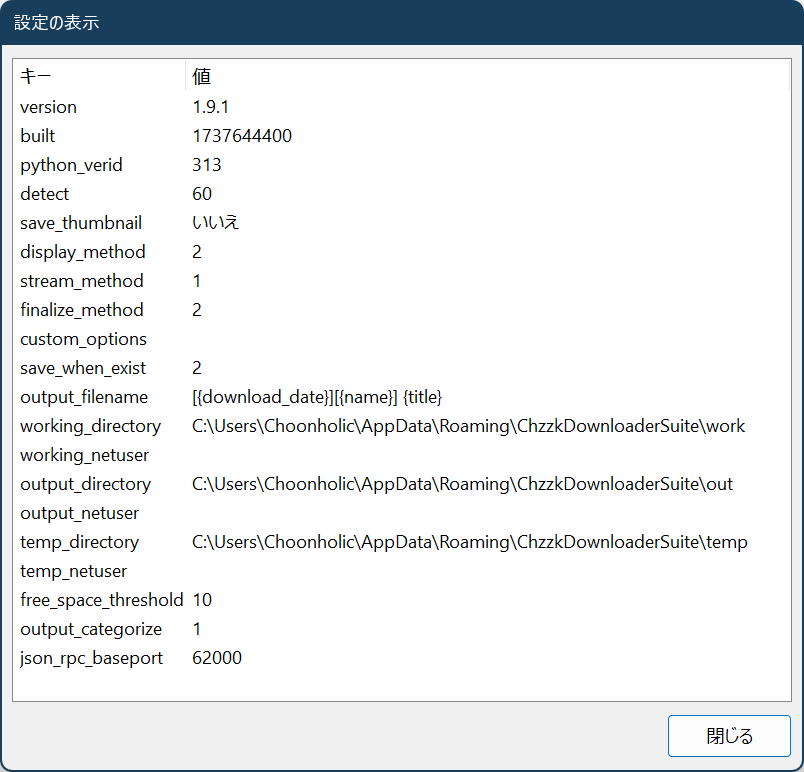 設定の表示
キー 値
version 1.9.1
built 1737644400
python_verid 313
detect 60
save_thumbnail いいえ
display_method 2
stream_method 1
finalize_method 2
custom_options
save_when_exist 2
output_filename [{download_date}][{name}] {title}
working_directory C:\Users\Choonholic\AppData\Roaming\ChzzkDownloaderSuite\work
working_netuser
output_directory C:\Users\Choonholic\AppData\Roaming\ChzzkDownloaderSuite\out
output_netuser
temp_directory C:\Users\Choonholic\AppData\Roaming\ChzzkDownloaderSuite\temp
temp_netuser
free_space_threshold 10
output_categorize 1
json_rpc_baseport 62000
閉じる